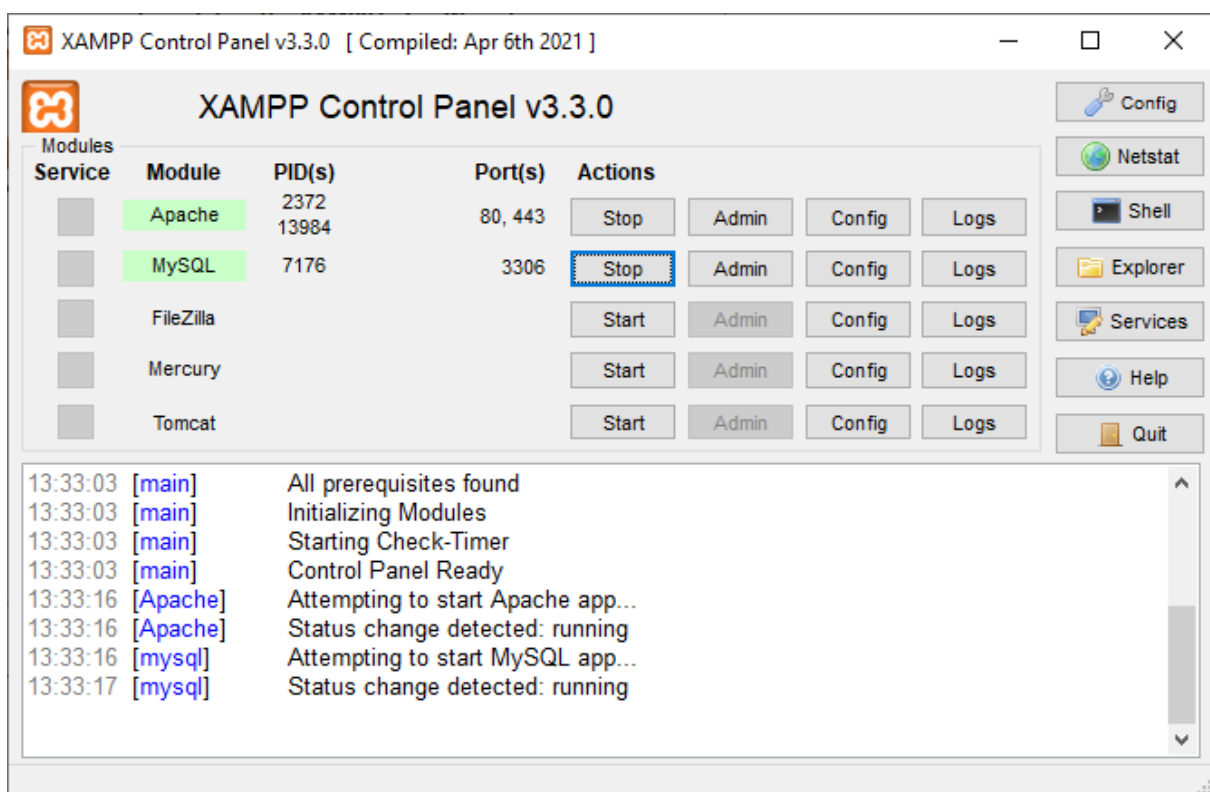 XAMPP Control Panel v3.3.0 [ Compiled: Apr 6th 2021 ]
XAMPP Control Panel v3.3.0
Config
Modules
Service Module PID(s) Port(s) Actions
Netstat
Apache 2372 13984 80, 443 Stop Admin Config Logs
Shell
MySQL 7176 3306 Stop Admin Config Logs
Explorer
FileZilla Start Admin Config Logs
Services
Mercury Start Admin Config Logs
Help
Tomcat Start Admin Config Logs
Quit
13:33:03 [main] All prerequisites found
13:33:03 [main] Initializing Modules
13:33:03 [main] Starting Check-Timer
13:33:03 [main] Control Panel Ready
13:33:16 [Apache] Attempting to start Apache app...
13:33:16 [Apache] Status change detected: running
13:33:16 [mysql] Attempting to start MySQL app...
13:33:17 [mysql] Status change detected: running